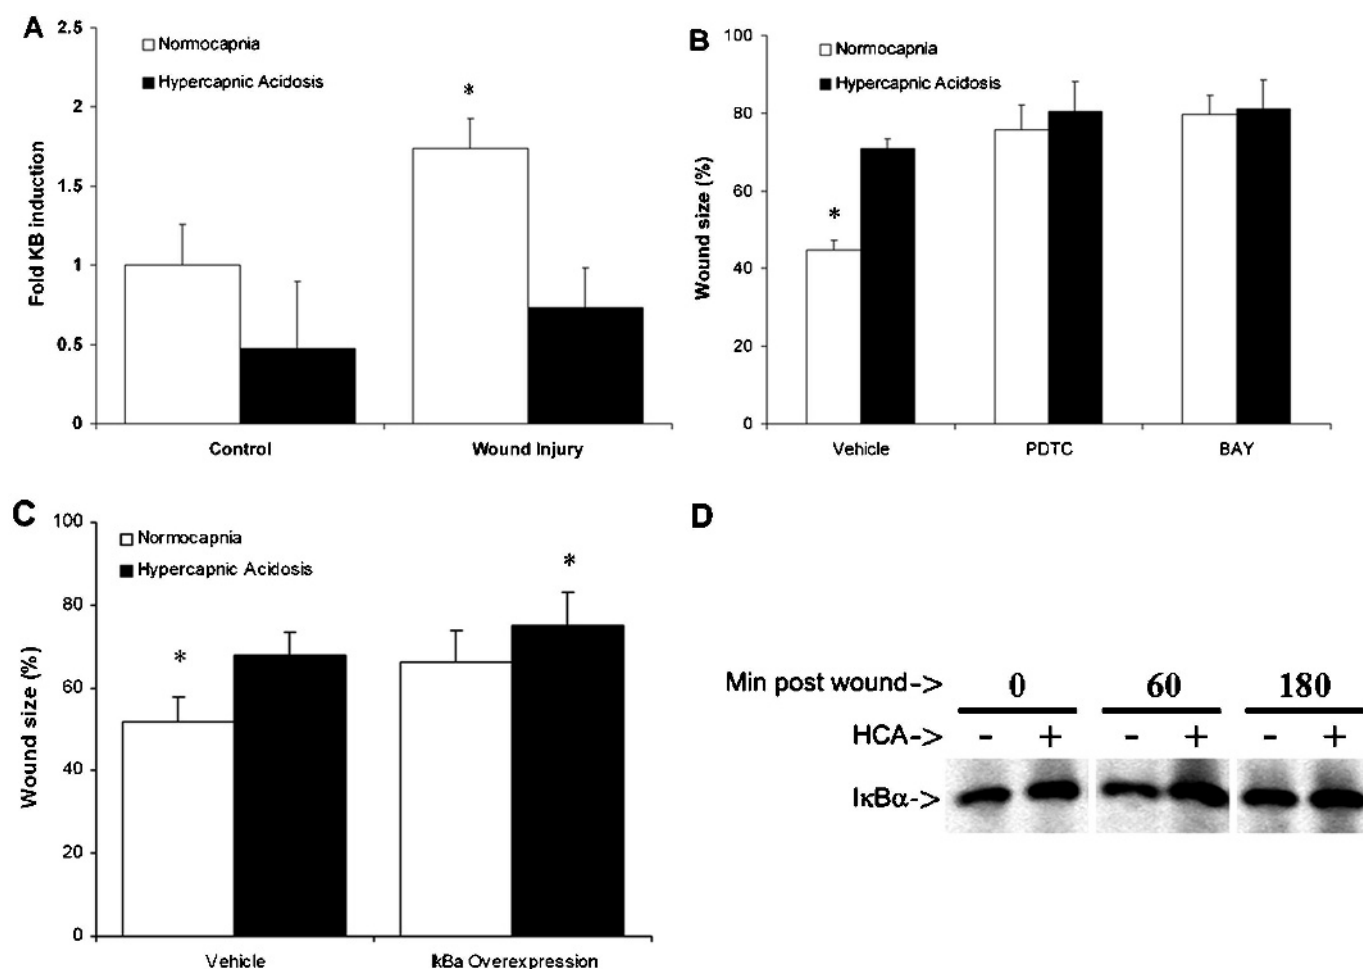 A
2.5
2
1.5
1
0.5
0
Fold KB induction
Normocapnia
Hypercapnic Acidosis
*
Control
Wound Injury
B
100
80
60
40
20
0
Wound size (%)
Normocapnia
Hypercapnic Acidosis
*
Vehicle
PDTC
BAY
C
100
80
60
40
20
0
Wound size (%)
Normocapnia
Hypercapnic Acidosis
*
*
Vehicle
IkBa Overexpression
D
Min post wound-> 0 60 180
HCA-> - + - + - +
IκBα->